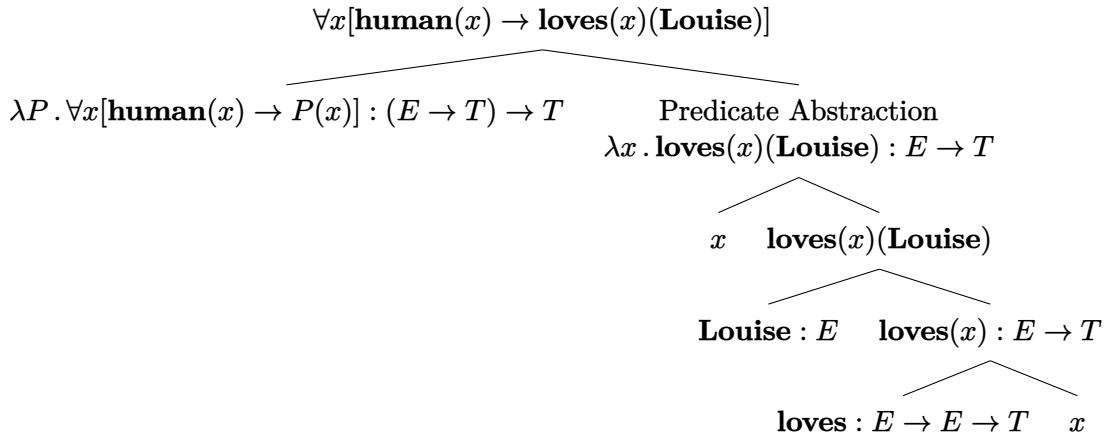 ∀x[human(x) → loves(x)(Louise)]
λP . ∀x[human(x) → P(x)] : (E → T) → T
Predicate Abstraction
λx . loves(x)(Louise) : E → T
x loves(x)(Louise)
Louise : E loves(x) : E → T
loves : E → E → T x